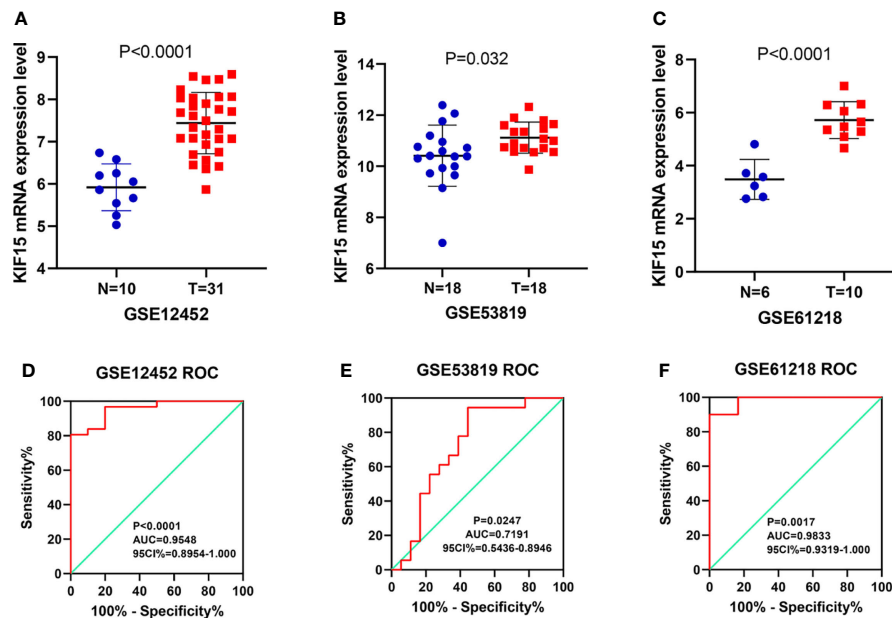 A
P<0.0001
KIF15 mRNA expression level
9
8
7
6
5
4
N=10 T=31
GSE12452
B
P=0.032
KIF15 mRNA expression level
14
12
10
8
6
N=18 T=18
GSE53819
C
P<0.0001
KIF15 mRNA expression level
8
6
4
2
0
N=6 T=10
GSE61218
D
GSE12452 ROC
Sensitivity%
100
80
60
40
20
0
P<0.0001
AUC=0.9548
95CI%=0.8954-1.000
0 20 40 60 80 100
100% - Specificity%
E
GSE53819 ROC
Sensitivity%
100
80
60
40
20
0
P=0.0247
AUC=0.7191
95CI%=0.5436-0.8946
0 20 40 60 80 100
100% - Specificity%
F
GSE61218 ROC
Sensitivity%
100
80
60
40
20
0
P=0.0017
AUC=0.9833
95CI%=0.9319-1.000
0 20 40 60 80 100
100% - Specificity%